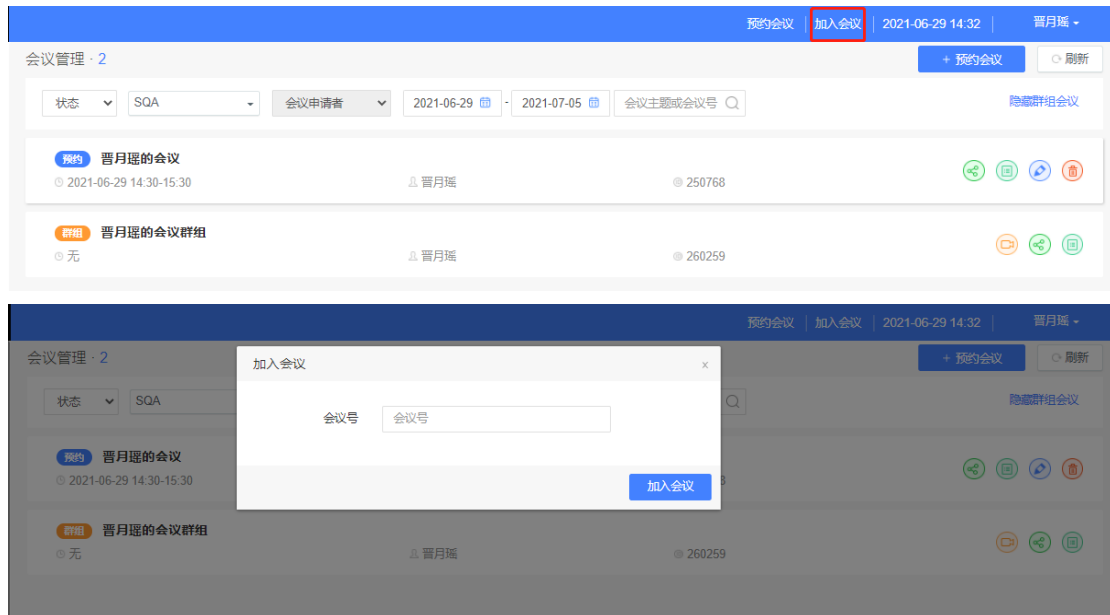 预约会议 加入会议 2021-06-29 14:32 晋月瑶
会议管理 · 2 + 预约会议 刷新
状态 SQA 会议申请者 2021-06-29 - 2021-07-05 会议主题或会议号 隐藏群组会议
预约 晋月瑶的会议
2021-06-29 14:30-15:30 晋月瑶 250768
群组 晋月瑶的会议群组
无 晋月瑶 260259
预约会议 加入会议 2021-06-29 14:32 晋月瑶
会议管理 · 2 + 预约会议 刷新
加入会议 x
状态 SQA 隐藏群组会议
会议号 会议号
预约 晋月瑶的会议
2021-06-29 14:30-15:30
加入会议
群组 晋月瑶的会议群组
无 晋月瑶 260259